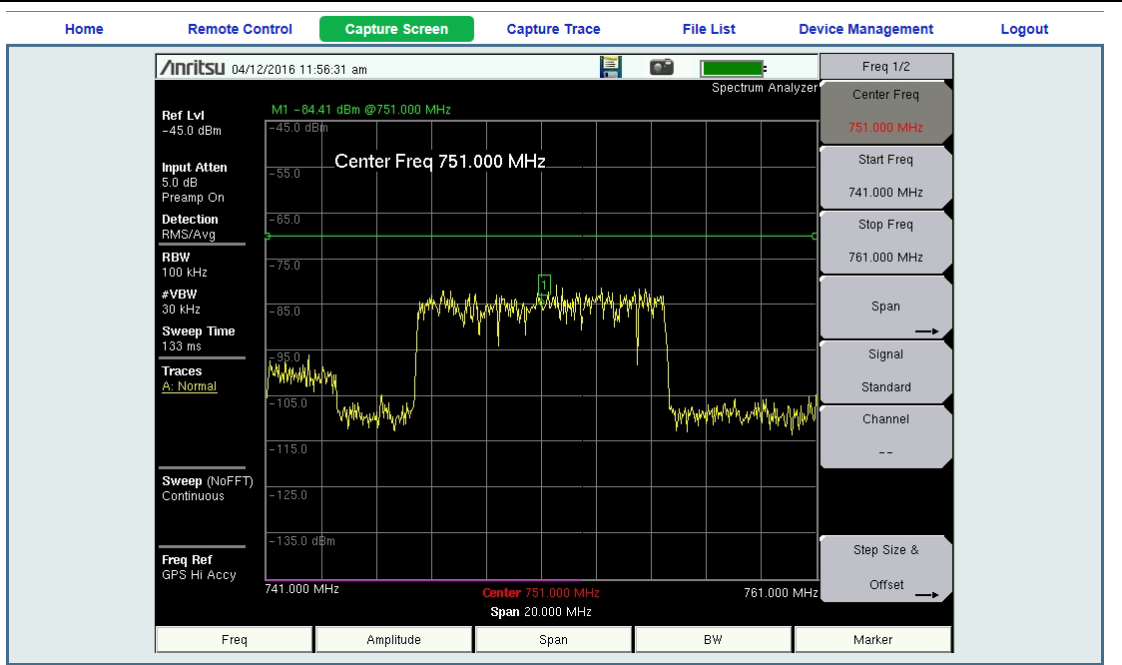 Home Remote Control Capture Screen Capture Trace File List Device Management Logout
/Inritsu 04/12/2016 11:56:31 am
Freq 1/2
Spectrum Analyzer
Center Freq
751.000 MHz
Start Freq
741.000 MHz
Stop Freq
761.000 MHz
Span
Signal
Standard
Channel
--
Step Size &
Offset
Ref Lvl
-45.0 dBm
Input Atten
5.0 dB
Preamp On
Detection
RMS/Avg
RBW
100 kHz
#VBW
30 kHz
Sweep Time
133 ms
Traces
A: Normal
Sweep (NoFFT)
Continuous
Freq Ref
GPS Hi Accy
M1 -84.41 dBm @751.000 MHz
-45.0 dBm
Center Freq 751.000 MHz
-55.0
-65.0
-75.0
1
-85.0
-95.0
-105.0
-115.0
-125.0
-135.0 dBm
741.000 MHz
Center 751.000 MHz
761.000 MHz
Span 20.000 MHz
Freq Amplitude Span BW Marker